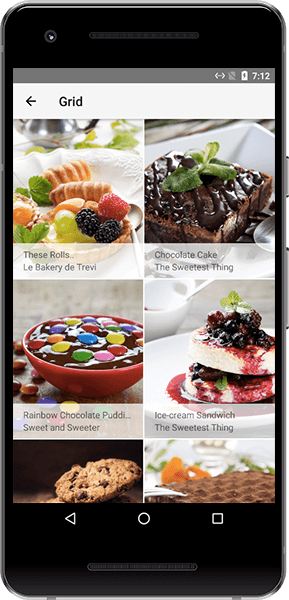 7:12
Grid
These Rolls..
Le Bakery de Trevi
Chocolate Cake
The Sweetest Thing
Rainbow Chocolate Puddi...
Sweet and Sweeter
Ice-cream Sandwich
The Sweetest Thing